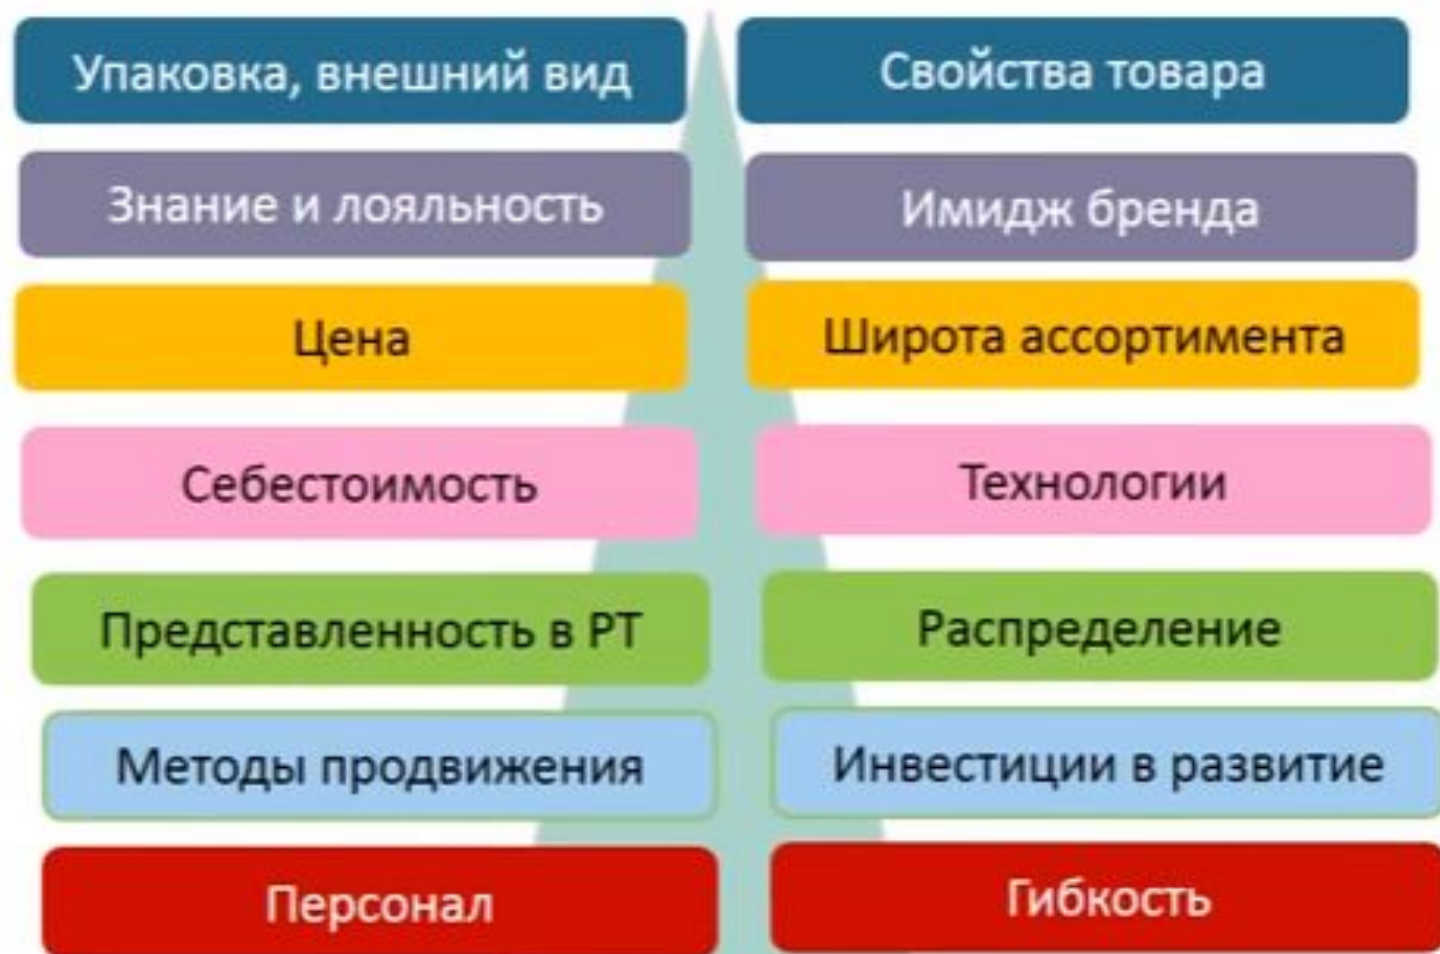 Упаковка, внешний вид
Свойства товара
Знание и лояльность
Имидж бренда
Цена
Широта ассортимента
Себестоимость
Технологии
Представленность в РТ
Распределение
Методы продвижения
Инвестиции в развитие
Персонал
Гибкость